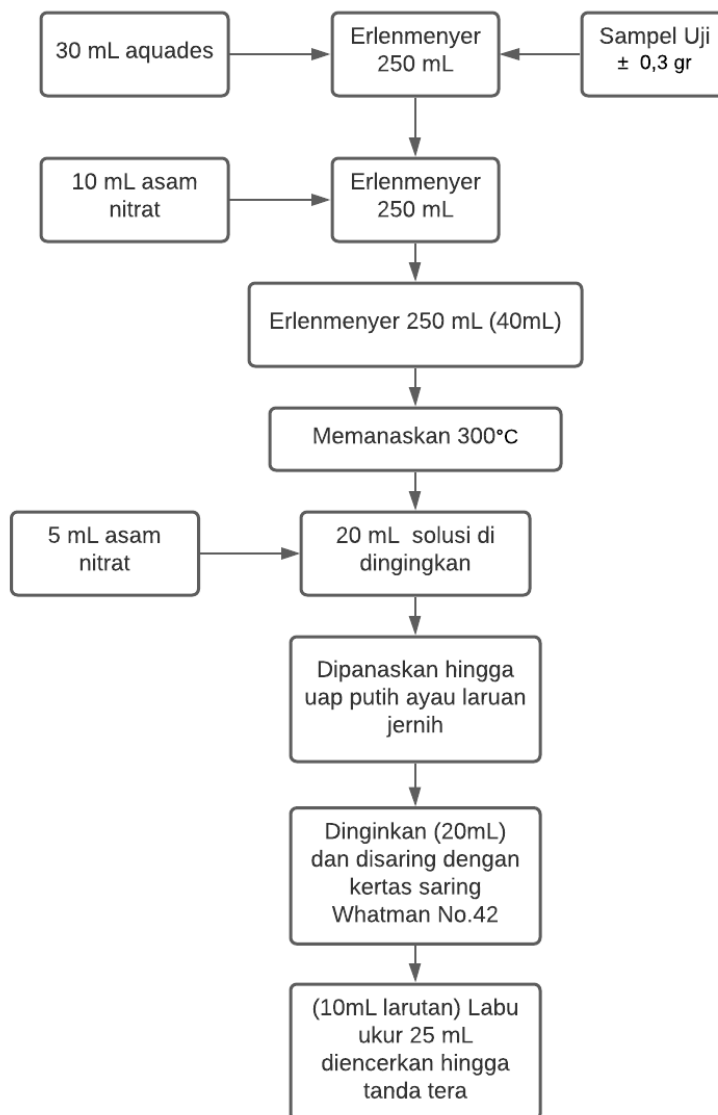 30 mL aquades
Erlenmenyer
250 mL
Sampel Uji
± 0,3 gr
10 mL asam
nitrat
Erlenmenyer
250 mL
Erlenmenyer 250 mL (40mL)
Memanaskan 300°C
5 mL asam
nitrat
20 mL solusi di
dingingkan
Dipanaskan hingga
uap putih ayau laruan
jernih
Dinginkan (20mL)
dan disaring dengan
kertas saring
Whatman No.42
(10mL larutan) Labu
ukur 25 mL
diencerkan hingga
tanda tera